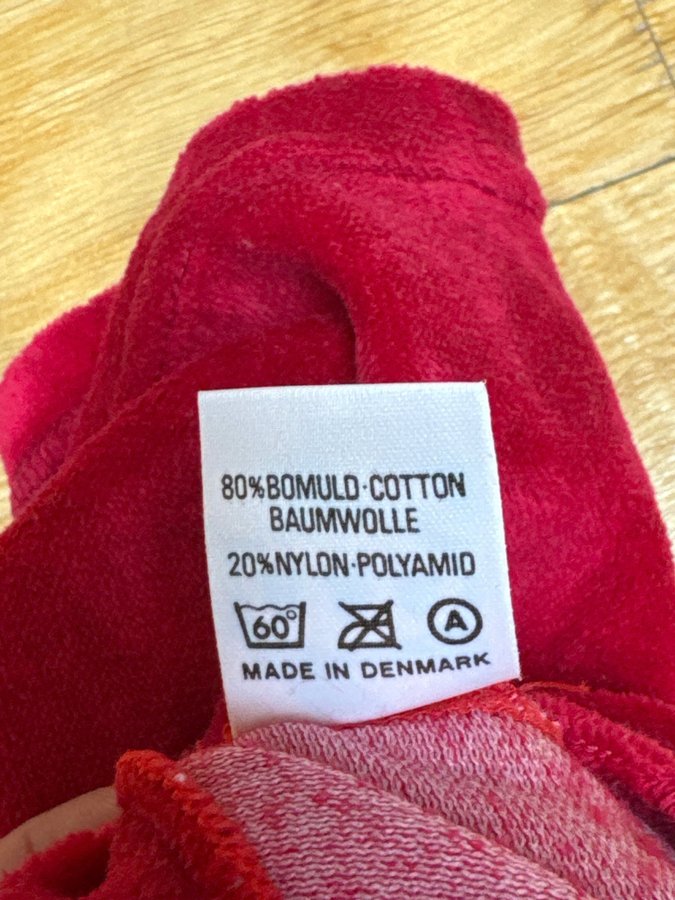 80% BOMULD·COTTON
BAUMWOLLE
20% NYLON·POLYAMID
60° A
MADE IN DENMARK